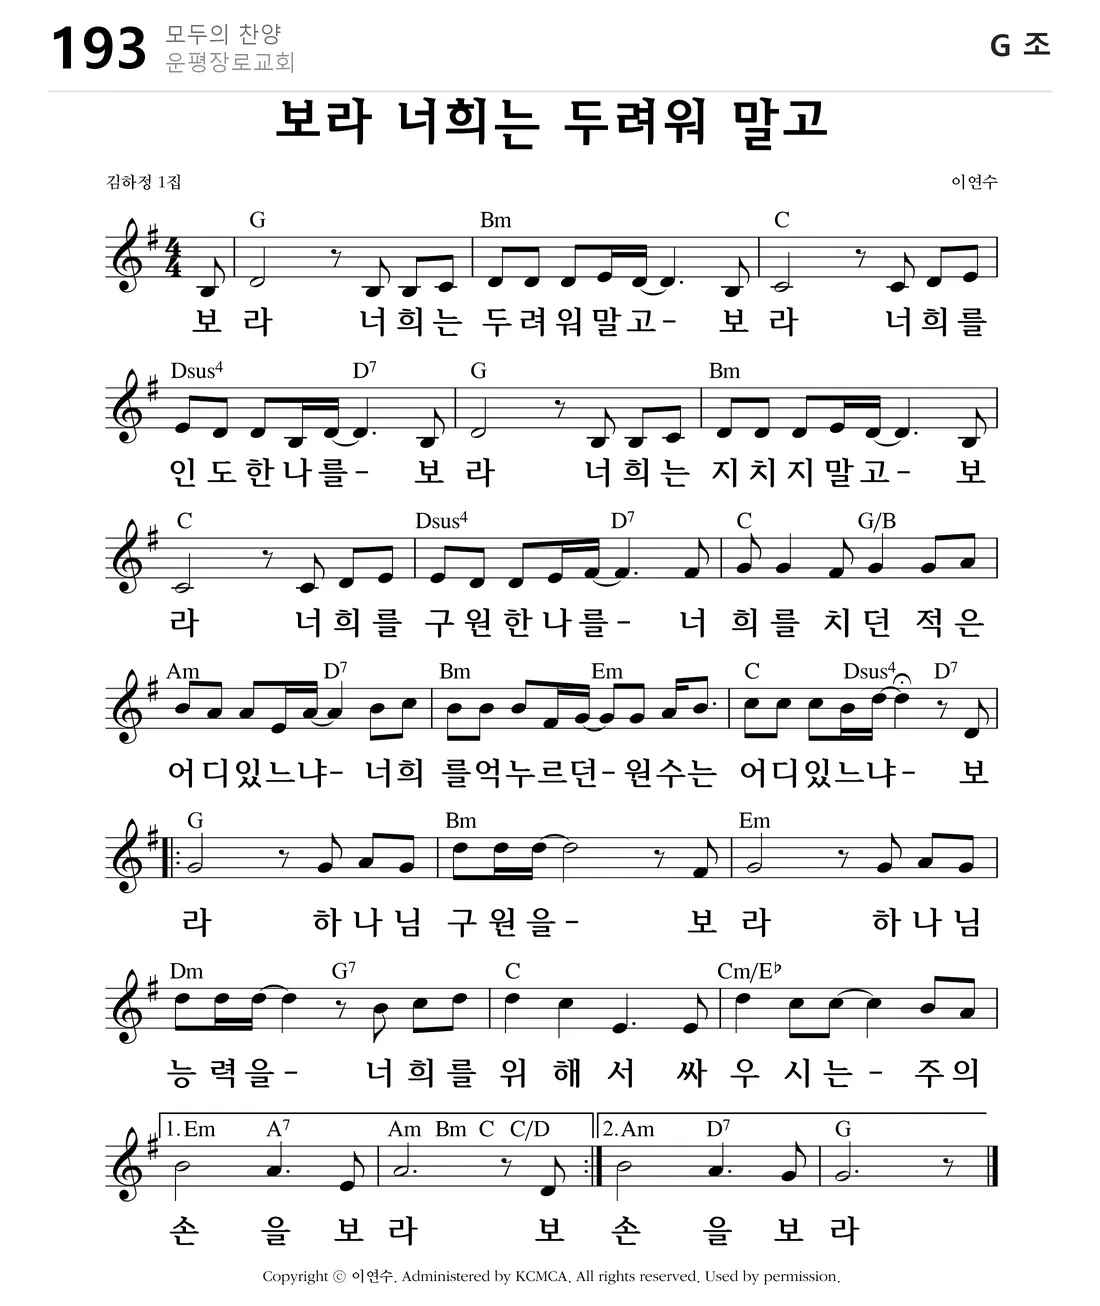 193 모두의 찬양
운평장로교회
G 조
보라 너희는 두려워 말고
김하정 1집 이연수
G Bm C
보 라 너 희 는 두 려 워 말 고- 보 라 너 희 를
Dsus4 D7 G Bm
인 도 한 나 를- 보 라 너 희 는 지 치 지 말 고- 보
C Dsus4 D7 C G/B
라 너 희 를 구 원 한 나 를- 너 희 를 치 던 적 은
Am D7 Bm Em C Dsus4 D7
어 디 있 느 냐- 너 희 를 억 누 르 던- 원 수 는 어 디 있 느 냐- 보
G Bm Em
라 하 나 님 구 원 을- 보 라 하 나 님
Dm G7 C Cm/E♭
능 력 을- 너 희 를 위 해 서 싸 우 시 는- 주 의
1. Em A7 Am Bm C C/D 2. Am D7 G
손 을 보 라 보 손 을 보 라
Copyright ⓒ 이연수. Administered by KCMCA. All rights reserved. Used by permission.